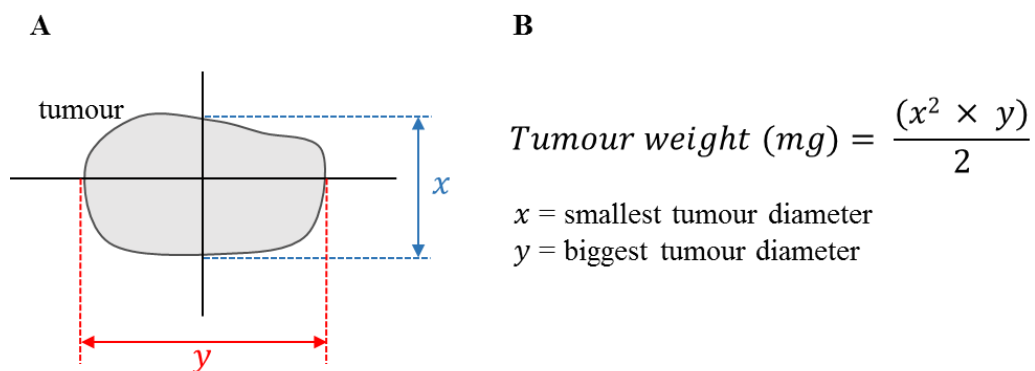 A
tumour
x
y
B
Tumour weight (mg) = (x² × y) / 2
x = smallest tumour diameter
y = biggest tumour diameter